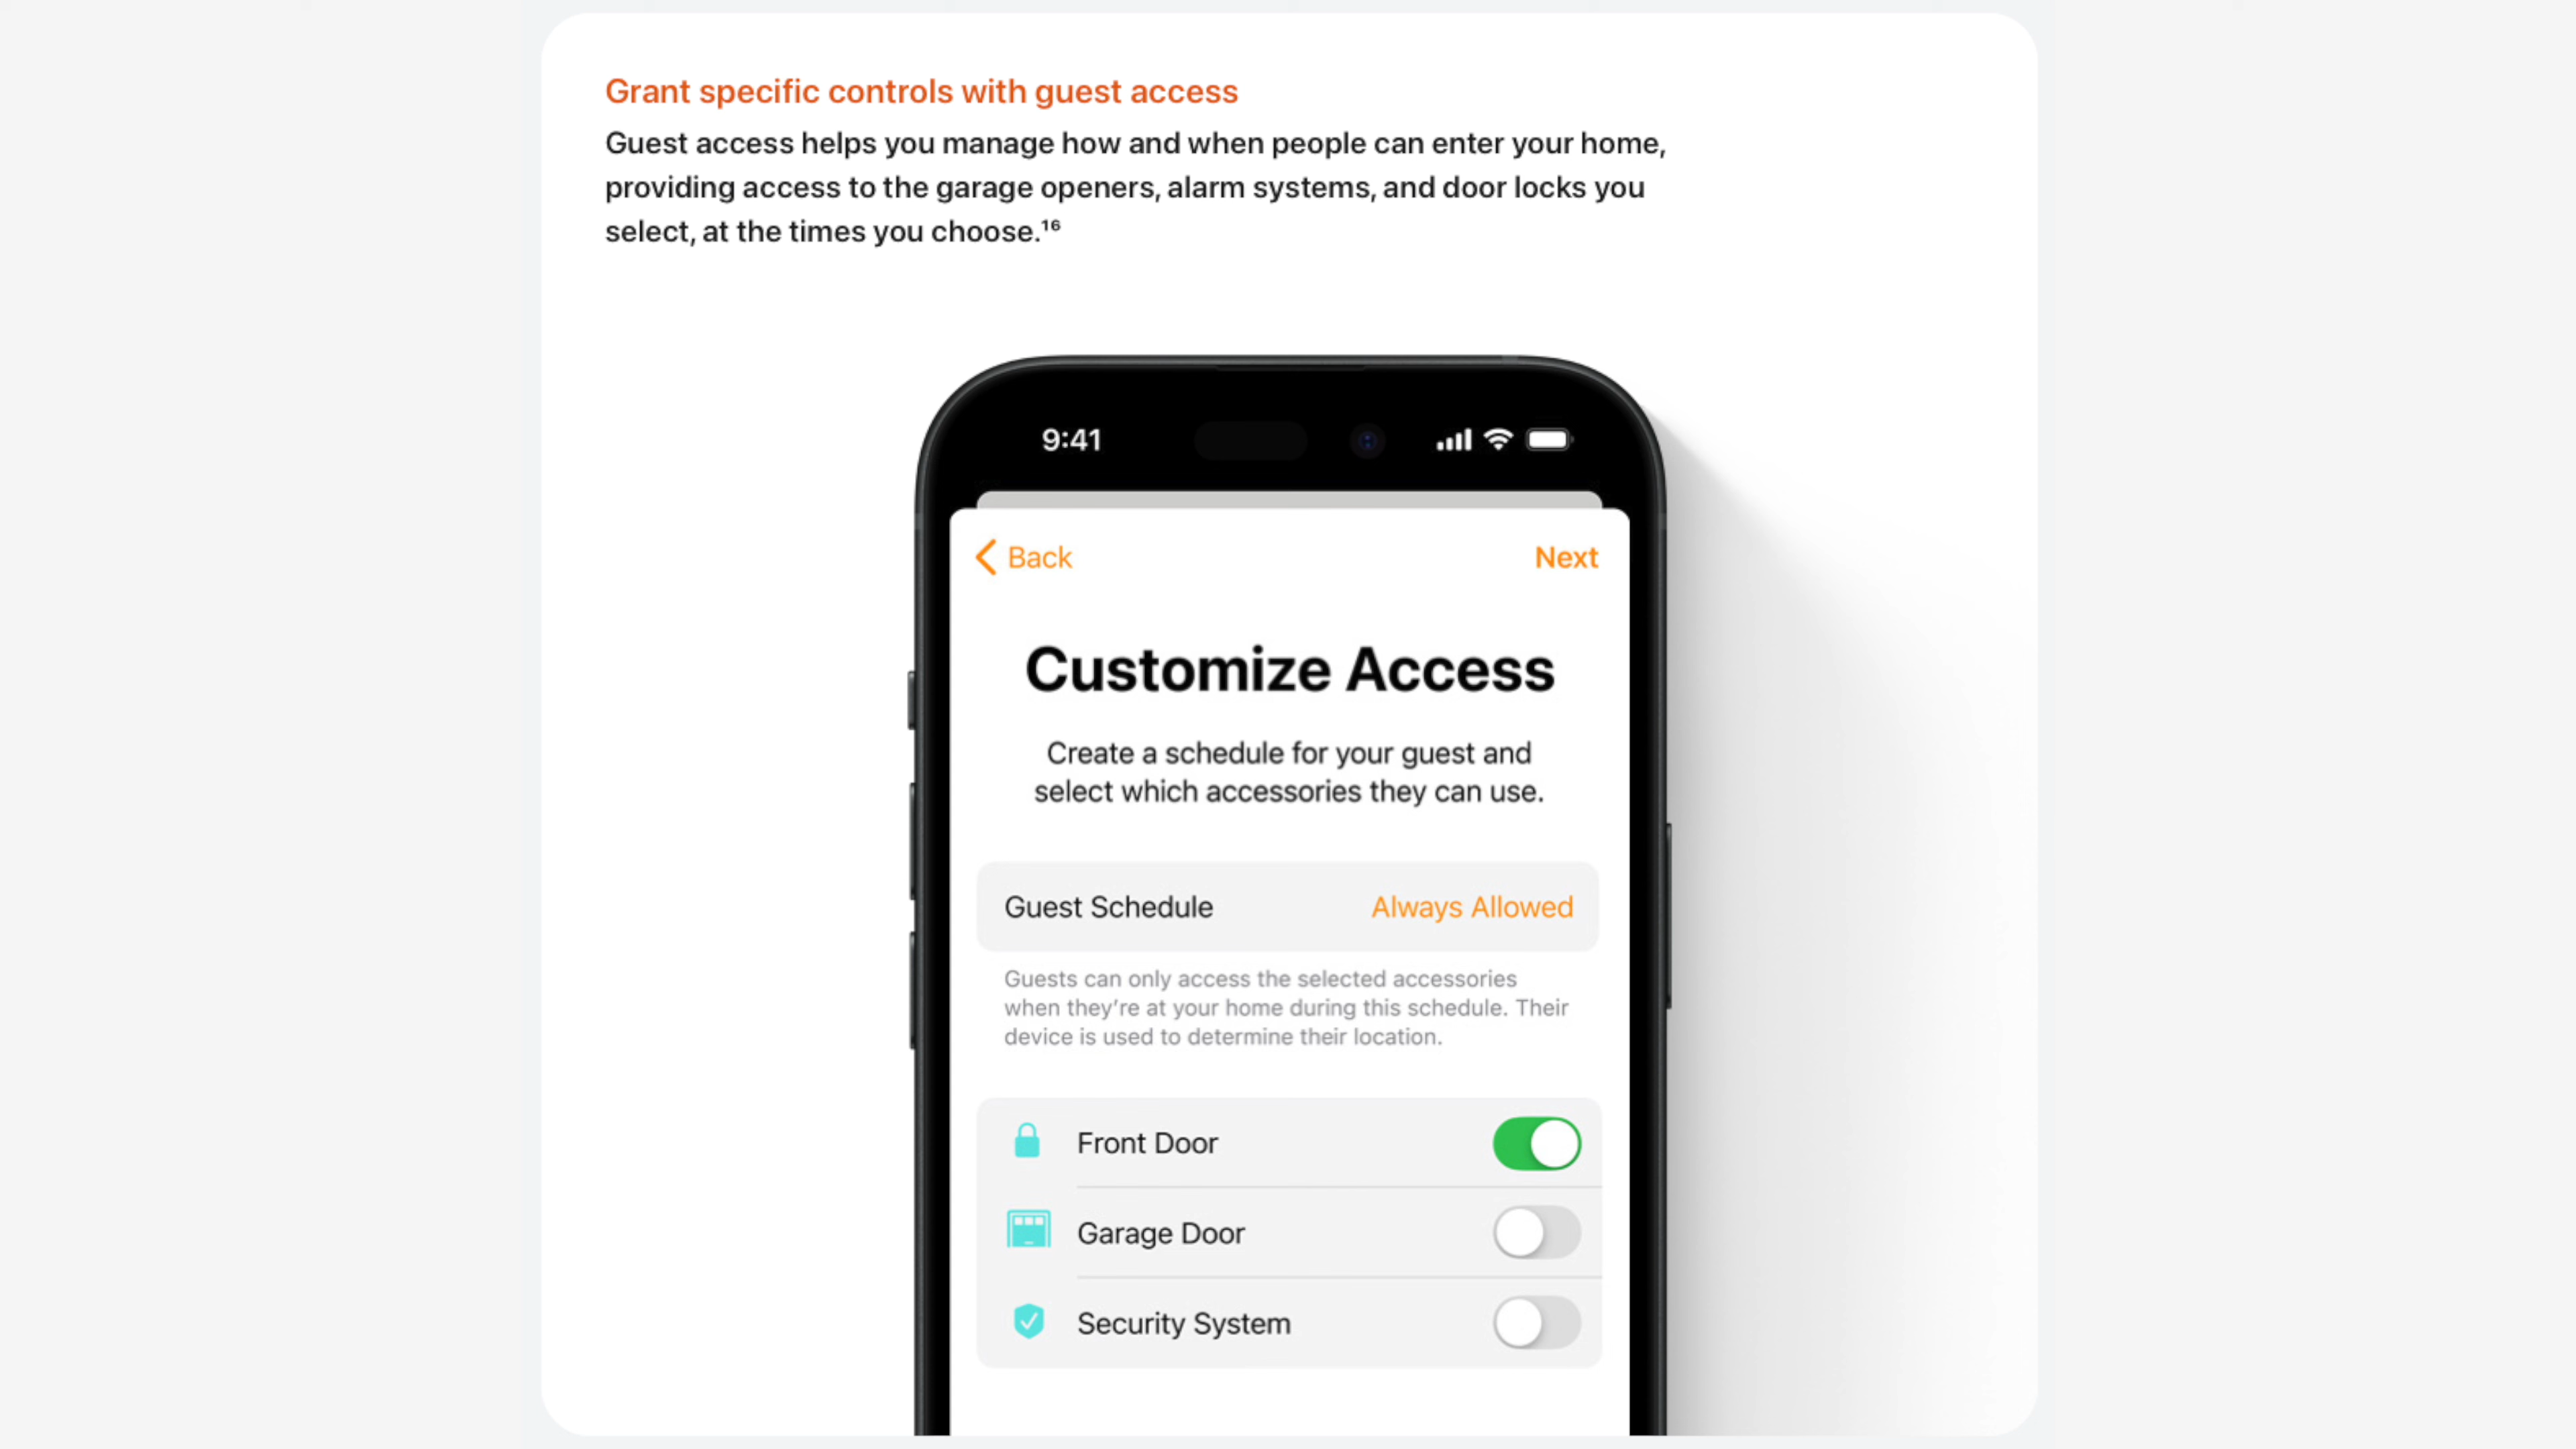 Grant specific controls with guest access
Guest access helps you manage how and when people can enter your home,
providing access to the garage openers, alarm systems, and door locks you
select, at the times you choose.¹⁶
9:41
Back
Next
Customize Access
Create a schedule for your guest and
select which accessories they can use.
Guest Schedule
Always Allowed
Guests can only access the selected accessories
when they’re at your home during this schedule. Their
device is used to determine their location.
Front Door
Garage Door
Security System